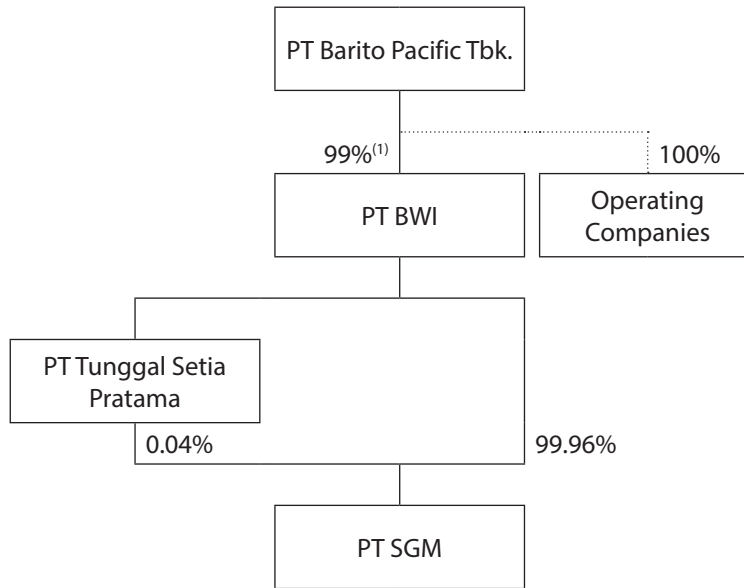 PT Barito Pacific Tbk.
99%(1)
100%
PT BWI
Operating
Companies
PT Tunggal Setia
Pratama
0.04%
99.96%
PT SGM